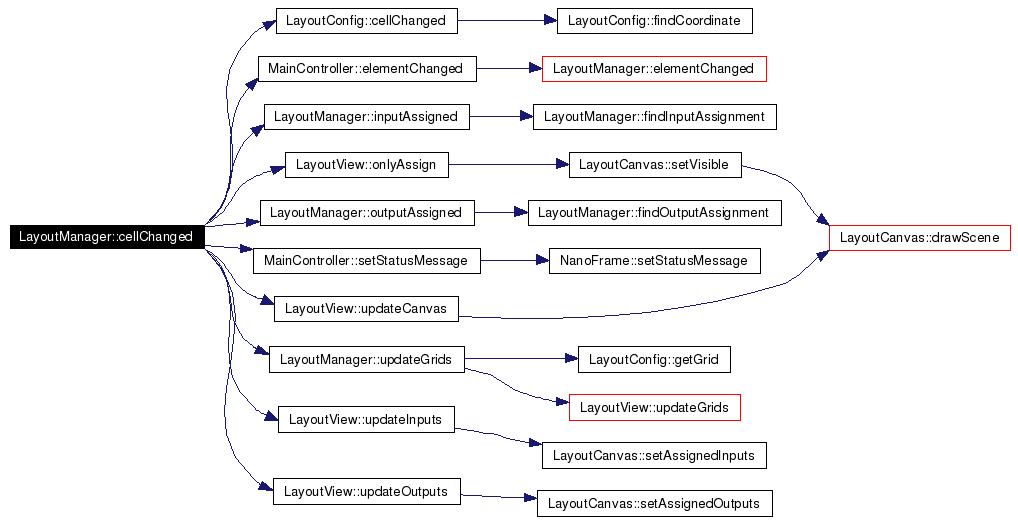 LayoutConfig::cellChanged
LayoutConfig::findCoordinate
MainController::elementChanged
LayoutManager::elementChanged
LayoutManager::inputAssigned
LayoutManager::findInputAssignment
LayoutView::onlyAssign
LayoutCanvas::setVisible
LayoutManager::outputAssigned
LayoutManager::findOutputAssignment
LayoutManager::cellChanged
LayoutCanvas::drawScene
MainController::setStatusMessage
NanoFrame::setStatusMessage
LayoutView::updateCanvas
LayoutManager::updateGrids
LayoutConfig::getGrid
LayoutView::updateGrids
LayoutView::updateInputs
LayoutCanvas::setAssignedInputs
LayoutView::updateOutputs
LayoutCanvas::setAssignedOutputs